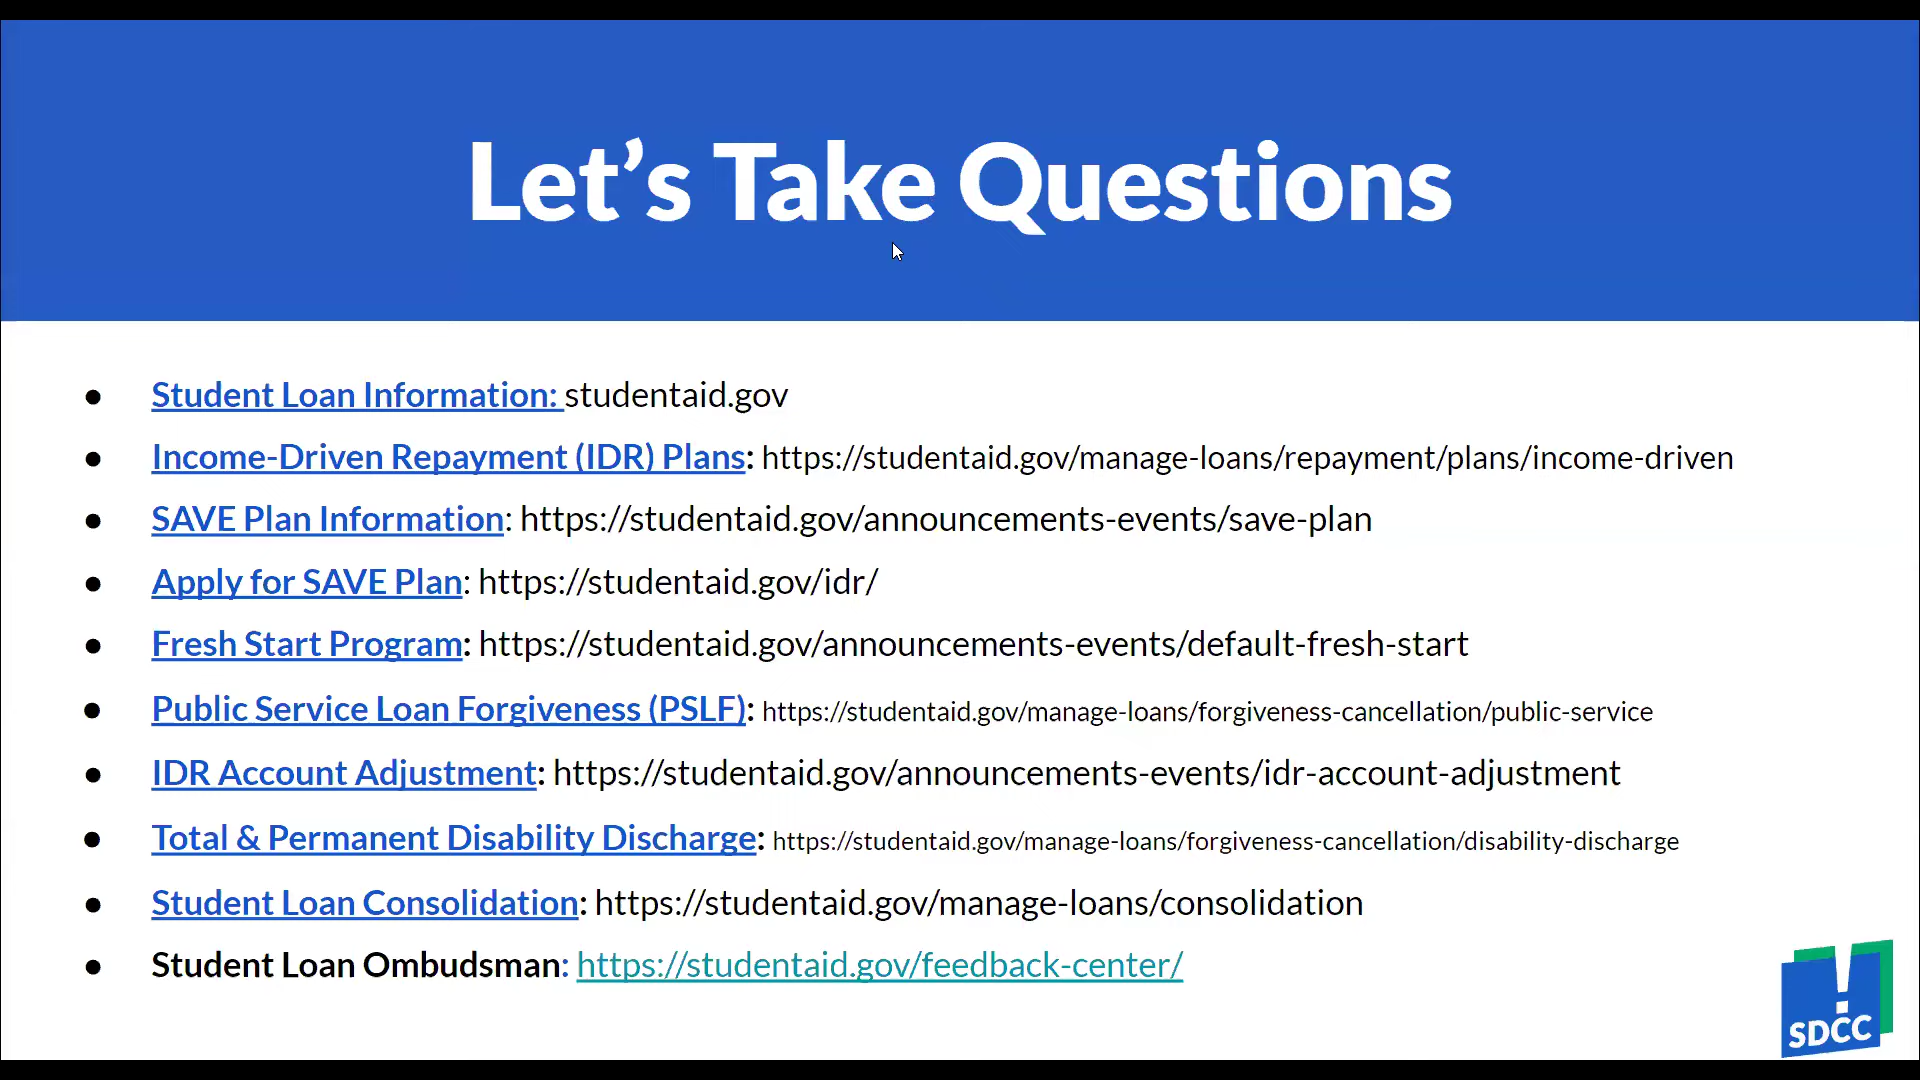 Let’s Take Questions
● Student Loan Information: studentaid.gov
● Income-Driven Repayment (IDR) Plans: https://studentaid.gov/manage-loans/repayment/plans/income-driven
● SAVE Plan Information: https://studentaid.gov/announcements-events/save-plan
● Apply for SAVE Plan: https://studentaid.gov/idr/
● Fresh Start Program: https://studentaid.gov/announcements-events/default-fresh-start
● Public Service Loan Forgiveness (PSLF): https://studentaid.gov/manage-loans/forgiveness-cancellation/public-service
● IDR Account Adjustment: https://studentaid.gov/announcements-events/idr-account-adjustment
● Total & Permanent Disability Discharge: https://studentaid.gov/manage-loans/forgiveness-cancellation/disability-discharge
● Student Loan Consolidation: https://studentaid.gov/manage-loans/consolidation
● Student Loan Ombudsman: https://studentaid.gov/feedback-center/
!
SDCC